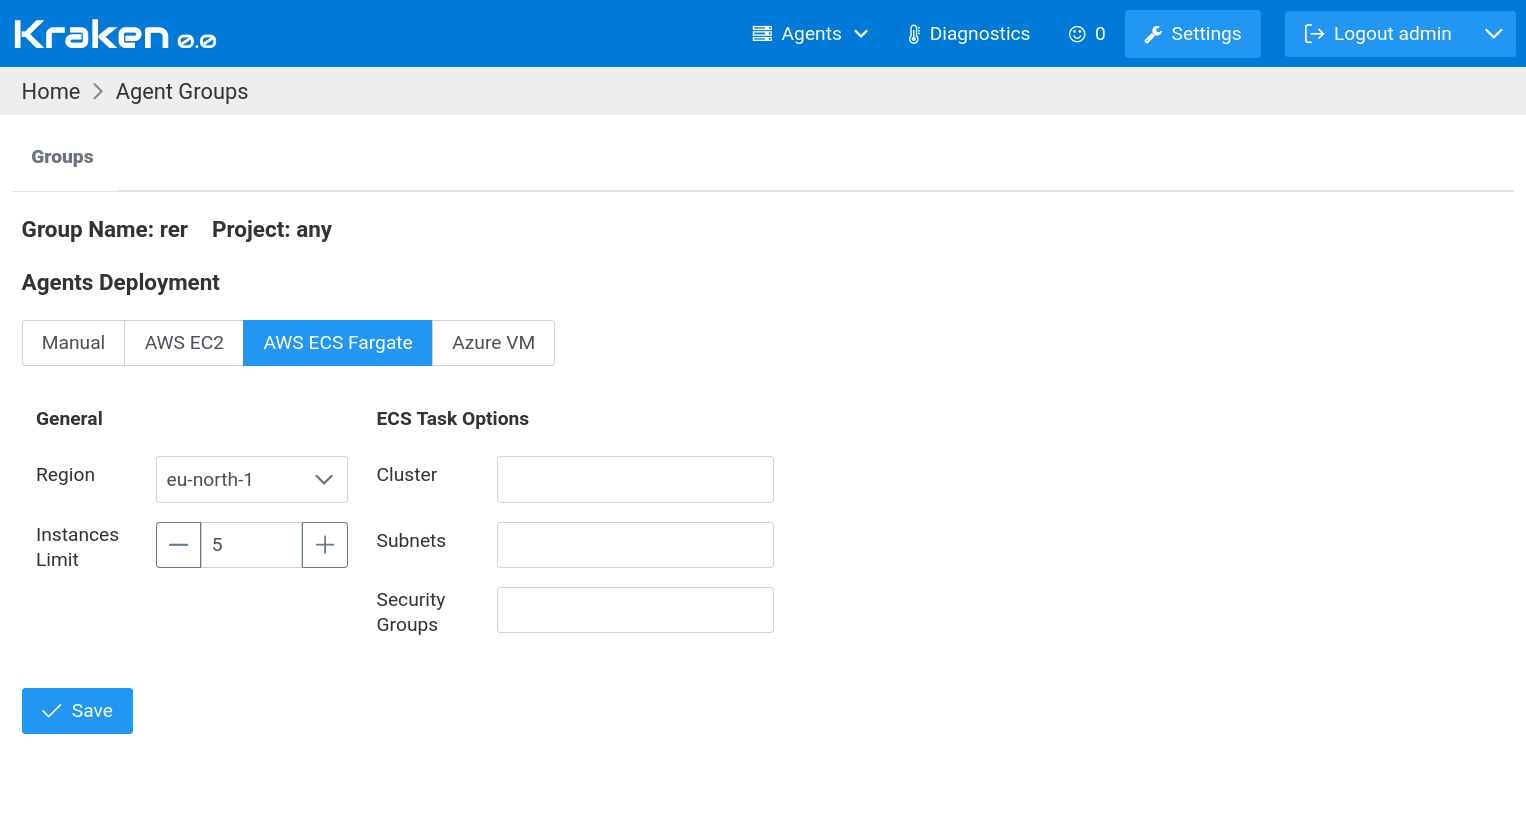 Kraken 0.0
Agents
Diagnostics
0
Settings
Logout admin
Home
Agent Groups
Groups
Group Name: rer Project: any
Agents Deployment
Manual
AWS EC2
AWS ECS Fargate
Azure VM
General
ECS Task Options
Region
eu-north-1
Cluster
Instances
Limit
5
Subnets
Security
Groups
Save